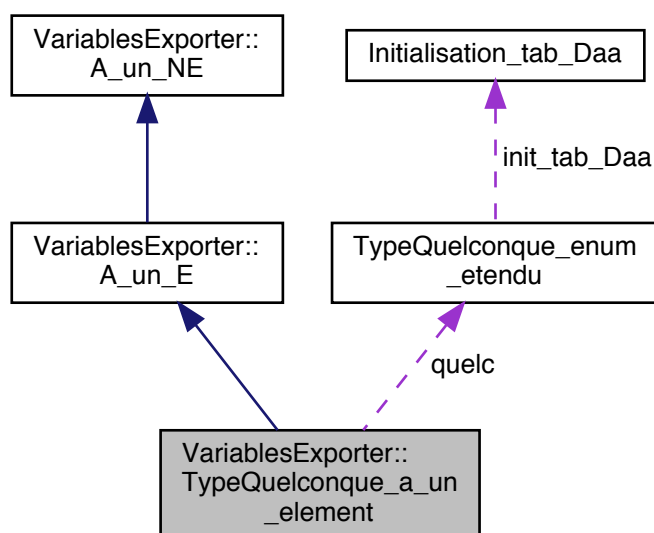 VariablesExporter::
A_un_NE
Initialisation_tab_Daa
init_tab_Daa
VariablesExporter::
A_un_E
TypeQuelconque_enum
_etendu
quelc
VariablesExporter::
TypeQuelconque_a_un
_element